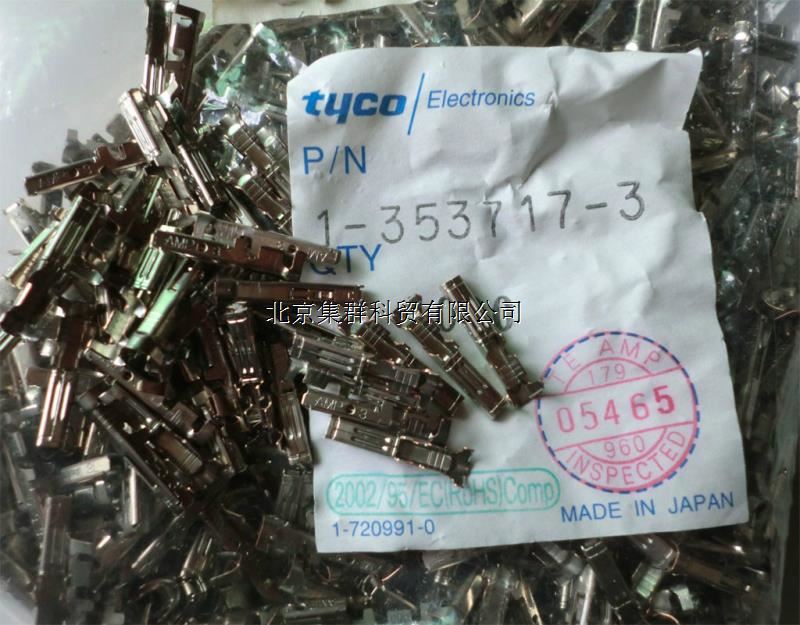 tyco Electronics
P/N
1-353717-3
QTY
北京集群科贸有限公司
TE AMP
179
05465
960
INSPECTED
2002/95/EC(RoHS)Comp
1-720991-0
MADE IN JAPAN